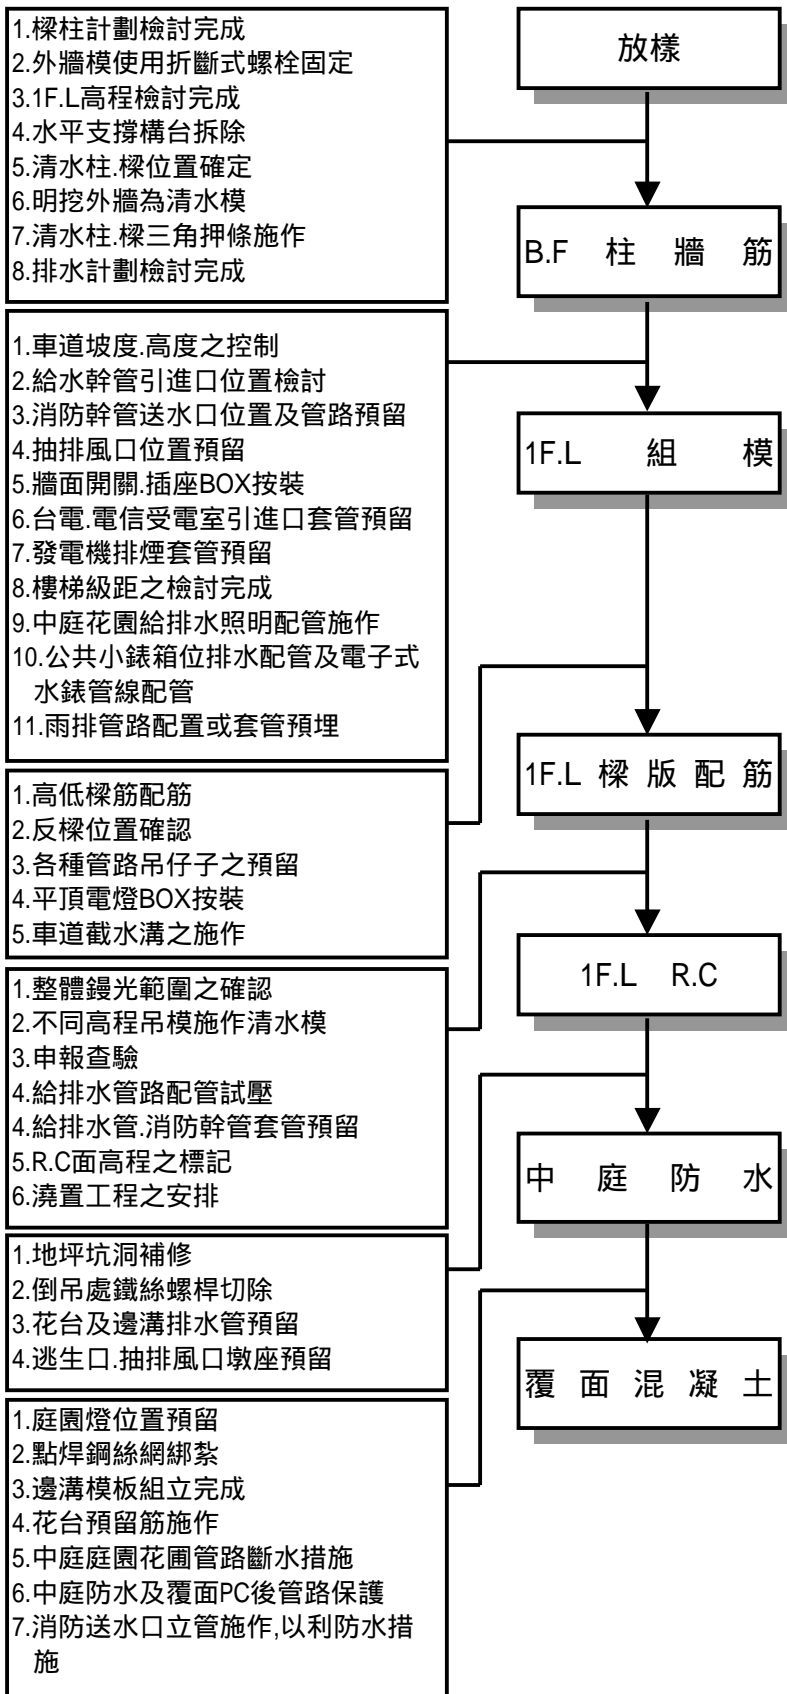 1.樑柱計劃檢討完成
2.外牆模使用折斷式螺栓固定
3.1F.L高程檢討完成
4.水平支撐構台拆除
5.清水柱.樑位置確定
6.明挖外牆為清水模
7.清水柱.樑三角押條施作
8.排水計劃檢討完成
放樣
B.F 柱 牆 筋
1.車道坡度.高度之控制
2.給水幹管引進口位置檢討
3.消防幹管送水口位置及管路預留
4.抽排風口位置預留
5.牆面開關.插座BOX按裝
6.台電.電信受電室引進口套管預留
7.發電機排煙套管預留
8.樓梯級距之檢討完成
9.中庭花園給排水照明配管施作
10.公共小錶箱位排水配管及電子式
水錶管線配管
11.雨排管路配置或套管預埋
1F.L 組 模
1.高低樑筋配筋
2.反樑位置確認
3.各種管路吊仔子之預留
4.平頂電燈BOX按裝
5.車道截水溝之施作
1F.L 樑 版 配 筋
1.整體鏝光範圍之確認
2.不同高程吊模施作清水模
3.申報查驗
4.給排水管路配管試壓
4.給排水管.消防幹管套管預留
5.R.C面高程之標記
6.澆置工程之安排
1F.L R.C
1.地坪坑洞補修
2.倒吊處鐵絲螺桿切除
3.花台及邊溝排水管預留
4.逃生口.抽排風口墩座預留
中 庭 防 水
1.庭園燈位置預留
2.點焊鋼絲網綁紮
3.邊溝模板組立完成
4.花台預留筋施作
5.中庭庭園花圃管路斷水措施
6.中庭防水及覆面PC後管路保護
7.消防送水口立管施作,以利防水措
施
覆 面 混 凝 土